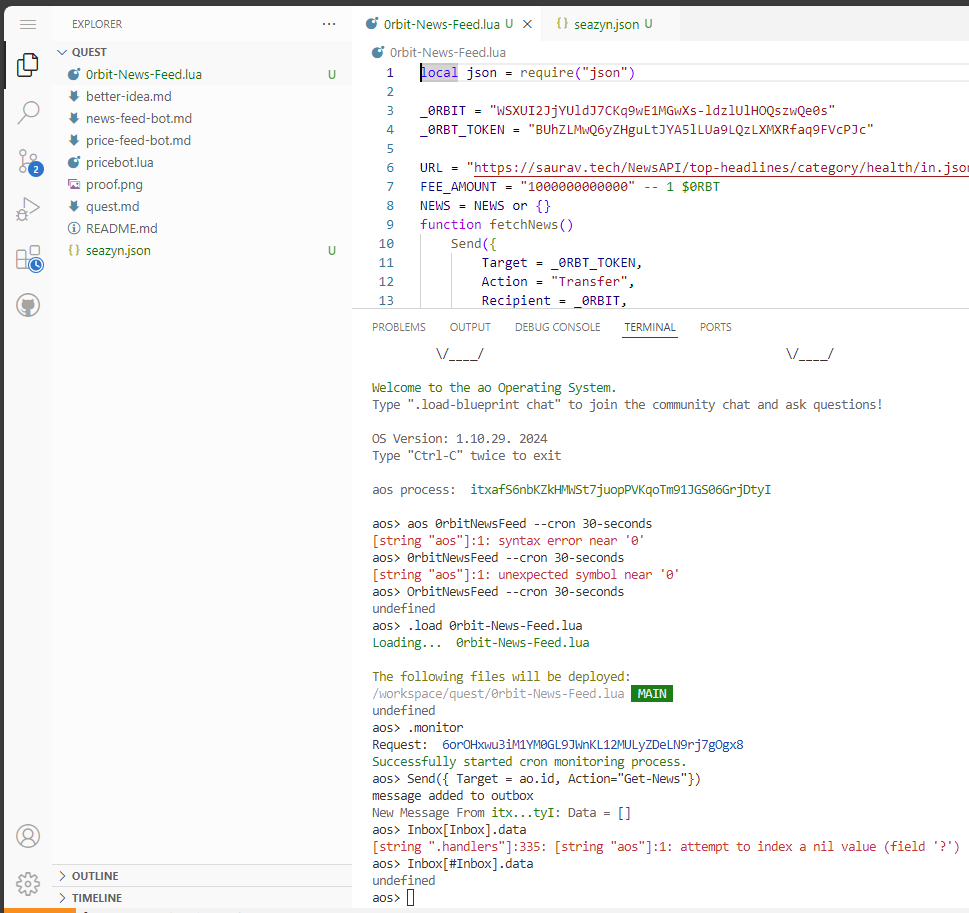 EXPLORER
QUEST
0rbit-News-Feed.lua U
better-idea.md
news-feed-bot.md
price-feed-bot.md
pricebot.lua
proof.png
quest.md
README.md
{} seazyn.json U
2
OUTLINE
TIMELINE
0rbit-News-Feed.lua U
{} seazyn.json U
0rbit-News-Feed.lua
1 local json = require("json")
2
3 _0RBIT = "WSXUI2JjYUldJ7CKq9wE1MGwXs-ldzlUlHOQszwQe0s"
4 _0RBT_TOKEN = "BUhZLMwQ6yZHguLtJYA5lLUa9LQzLXMXRfaq9FVcPJc"
5
6 URL = "https://saurav.tech/NewsAPI/top-headlines/category/health/in.json
7 FEE_AMOUNT = "1000000000000" -- 1 $0RBT
8 NEWS = NEWS or {}
9 function fetchNews()
10 Send({
11 Target = _0RBT_TOKEN,
12 Action = "Transfer",
13 Recipient = _0RBIT,
PROBLEMS OUTPUT DEBUG CONSOLE TERMINAL PORTS
\/____/ \/____/
Welcome to the ao Operating System.
Type ".load-blueprint chat" to join the community chat and ask questions!
OS Version: 1.10.29. 2024
Type "Ctrl-C" twice to exit
aos process: itxafS6nbKZkHMWSt7juopPVKqoTm91JGS06GrjDtyI
aos> aos 0rbitNewsFeed --cron 30-seconds
[string "aos"]:1: syntax error near '0'
aos> 0rbitNewsFeed --cron 30-seconds
[string "aos"]:1: unexpected symbol near '0'
aos> OrbitNewsFeed --cron 30-seconds
undefined
aos> .load 0rbit-News-Feed.lua
Loading... 0rbit-News-Feed.lua
The following files will be deployed:
/workspace/quest/0rbit-News-Feed.lua MAIN
undefined
aos> .monitor
Request: 6orOHxwu3iM1YM0GL9JWnKL12MULyZDeLN9rj7gOgx8
Successfully started cron monitoring process.
aos> Send({ Target = ao.id, Action="Get-News"})
message added to outbox
New Message From itx...tyI: Data = []
aos> Inbox[Inbox].data
[string ".handlers"]:335: [string "aos"]:1: attempt to index a nil value (field '?')
aos> Inbox[#Inbox].data
undefined
aos>